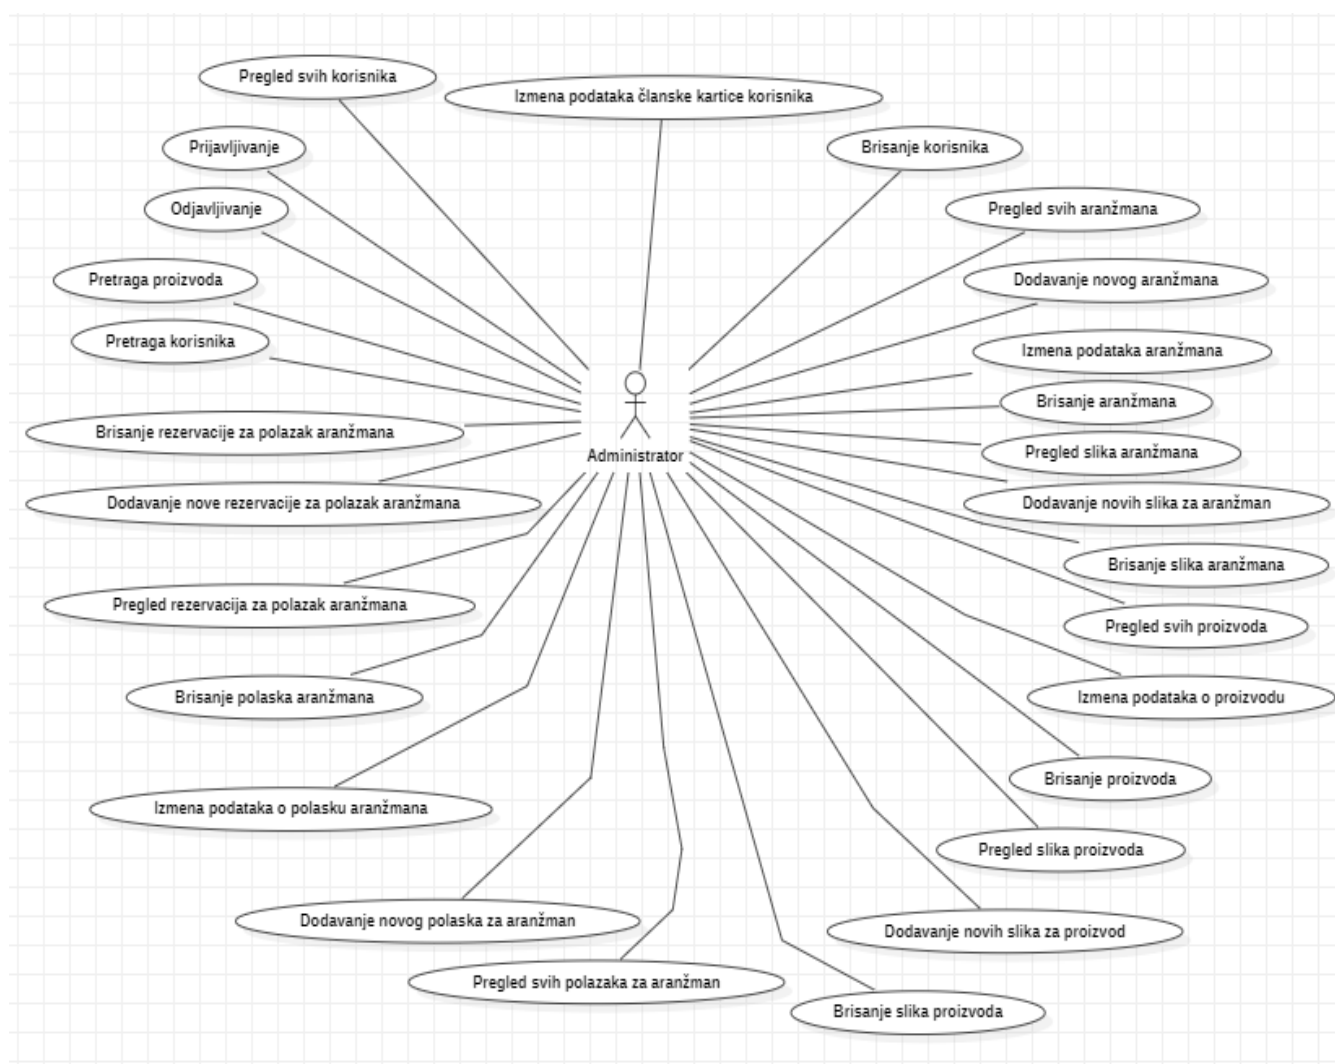 Pregled svih korisnika
Izmena podataka članske kartice korisnika
Prijavljivanje
Brisanje korisnika
Odjavljivanje
Pregled svih aranžmana
Pretraga proizvoda
Dodavanje novog aranžmana
Pretraga korisnika
Izmena podataka aranžmana
Brisanje aranžmana
Brisanje rezervacije za polazak aranžmana
Administrator
Pregled slika aranžmana
Dodavanje nove rezervacije za polazak aranžmana
Dodavanje novih slika za aranžman
Brisanje slika aranžmana
Pregled rezervacija za polazak aranžmana
Pregled svih proizvoda
Brisanje polaska aranžmana
Izmena podataka o proizvodu
Brisanje proizvoda
Izmena podataka o polasku aranžmana
Pregled slika proizvoda
Dodavanje novog polaska za aranžman
Dodavanje novih slika za proizvod
Pregled svih polazaka za aranžman
Brisanje slika proizvoda